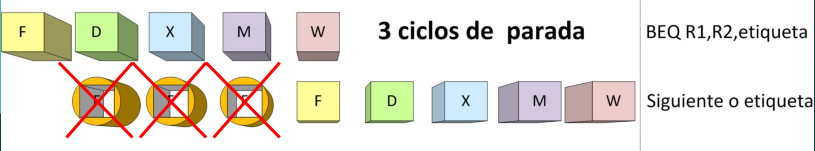 F D X M W 3 ciclos de parada BEQ R1,R2,etiqueta
F F F F D X M W Siguiente o etiqueta